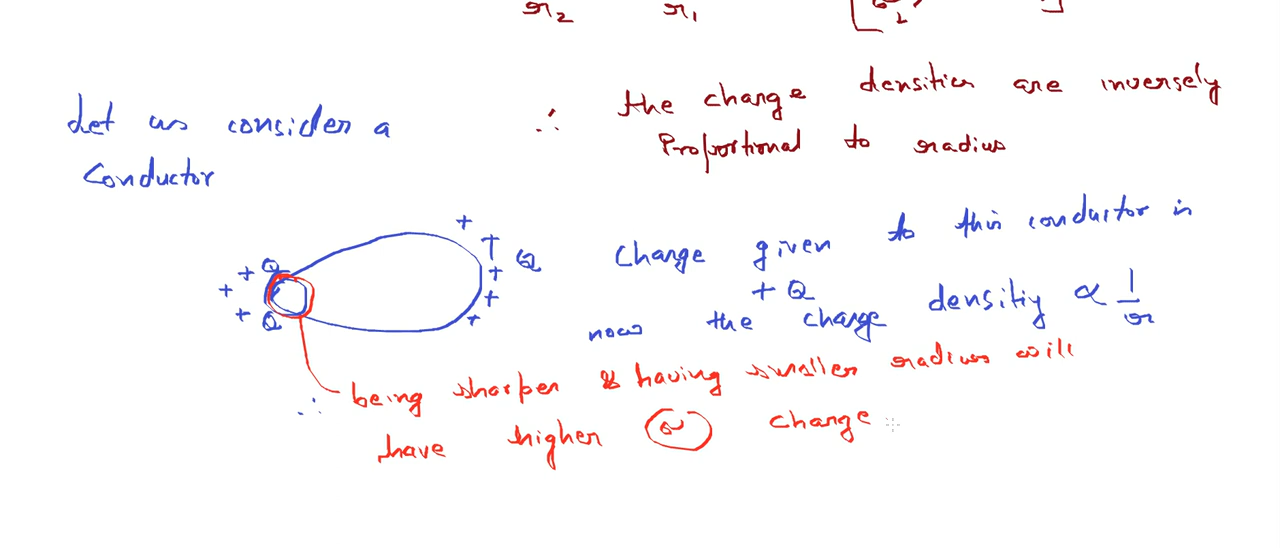 r₂ r₁
∴ the charge densities are inversely
Proportional to radius
Let us consider a
Conductor
+ + Q + + + + + Q
+ Q + Q +
Charge given to this conductor is
+ Q
now the charge density ∝ 1/r
∴ being sharper & having smaller radius will
have higher σ charge